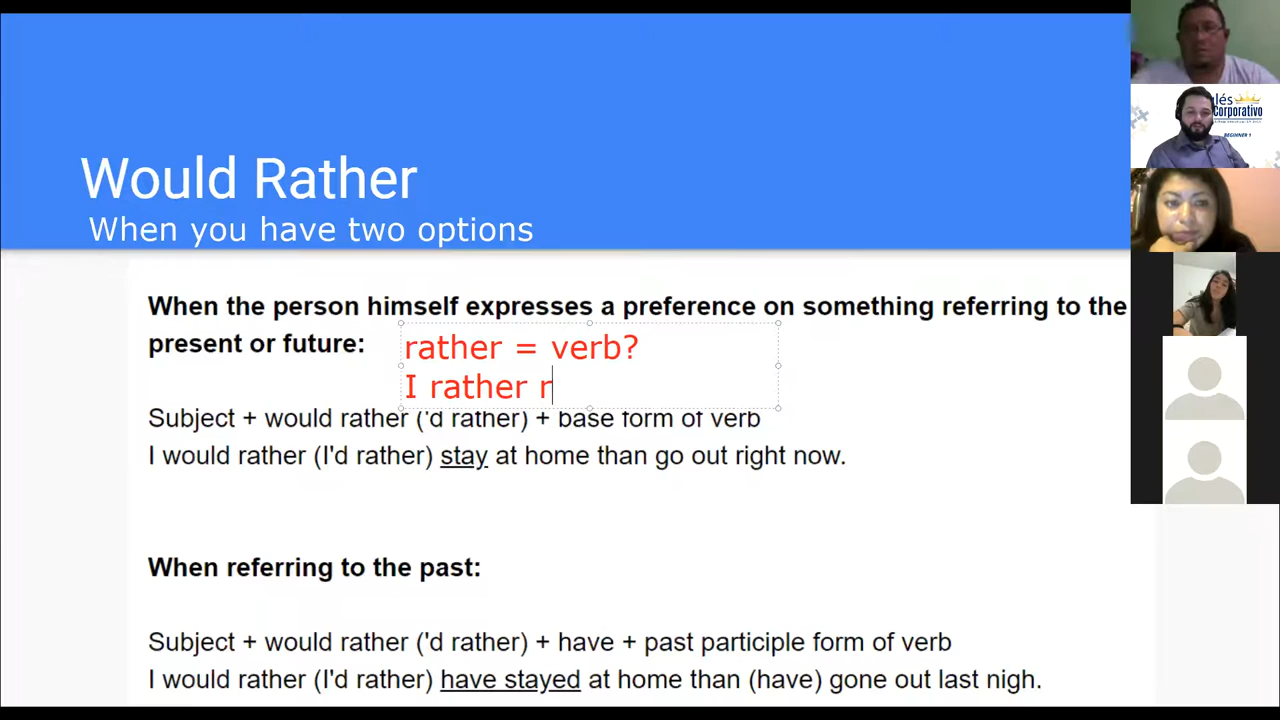 Would Rather
When you have two options
When the person himself expresses a preference on something referring to the
present or future:
rather = verb?
I rather r
Subject + would rather ('d rather) + base form of verb
I would rather (I'd rather) stay at home than go out right now.
When referring to the past:
Subject + would rather ('d rather) + have + past participle form of verb
I would rather (I'd rather) have stayed at home than (have) gone out last nigh.
lés
Corporativo
BEGINNER 1